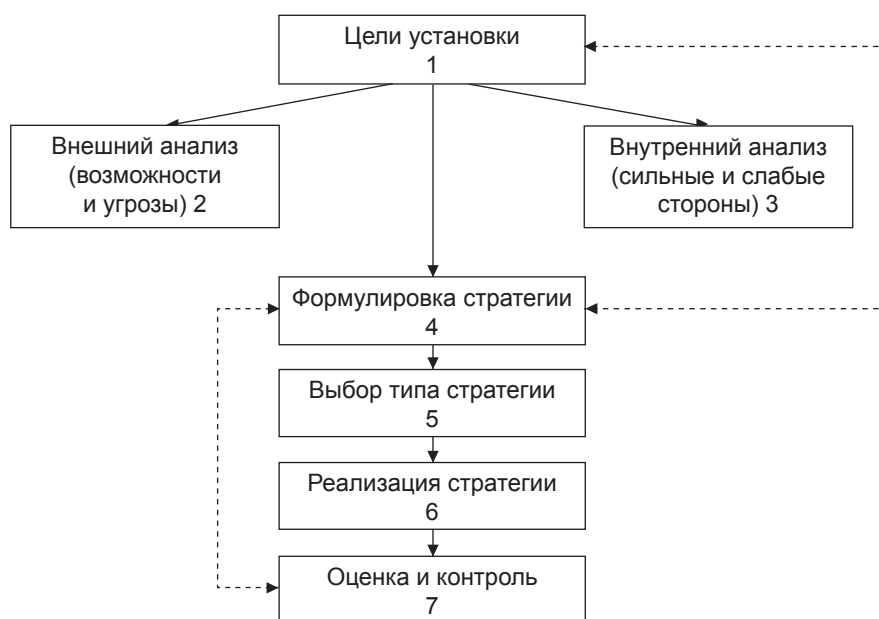 Цели установки
1
Внешний анализ
(возможности
и угрозы) 2
Внутренний анализ
(сильные и слабые
стороны) 3
Формулировка стратегии
4
Выбор типа стратегии
5
Реализация стратегии
6
Оценка и контроль
7